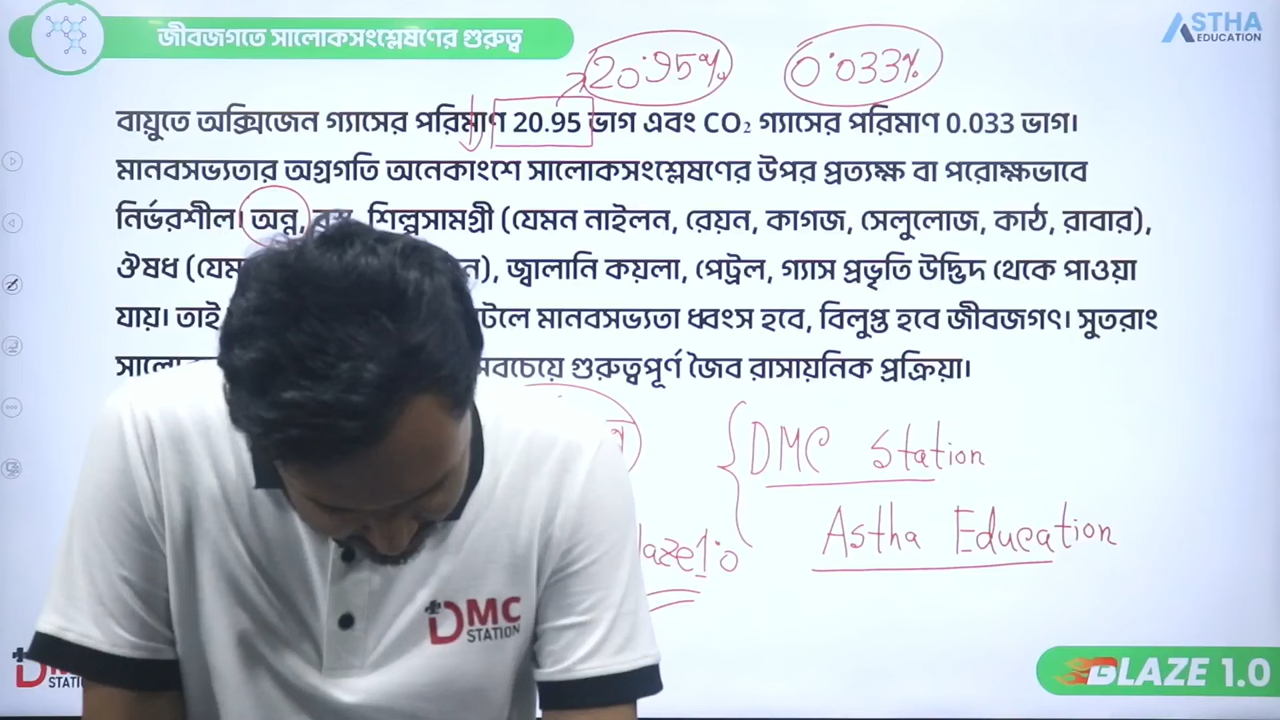 জীবজগতে সালোকসংশ্লেষণের গুরুত্ব
ASTHA
EDUCATION
20.95%
0.033%
বায়ুতে অক্সিজেন গ্যাসের পরিমাণ 20.95 ভাগ এবং CO₂ গ্যাসের পরিমাণ 0.033 ভাগ।
মানবসভ্যতার অগ্রগতি অনেকাংশে সালোকসংশ্লেষণের উপর প্রত্যক্ষ বা পরোক্ষভাবে
নির্ভরশীল। অন্ন, শিল্পসামগ্রী (যেমন নাইলন, রেয়ন, কাগজ, সেলুলোজ, কাঠ, রাবার),
ঔষধ জ্বালানি কয়লা, পেট্রল, গ্যাস প্রভৃতি উদ্ভিদ থেকে পাওয়া
যায়। তাই মানবসভ্যতা ধ্বংস হবে, বিলুপ্ত হবে জীবজগৎ। সুতরাং
গুরুত্বপূর্ণ জৈব রাসায়নিক প্রক্রিয়া।
DMC Station
Astha Education
1.0
DMC
STATION
BLAZE 1.0